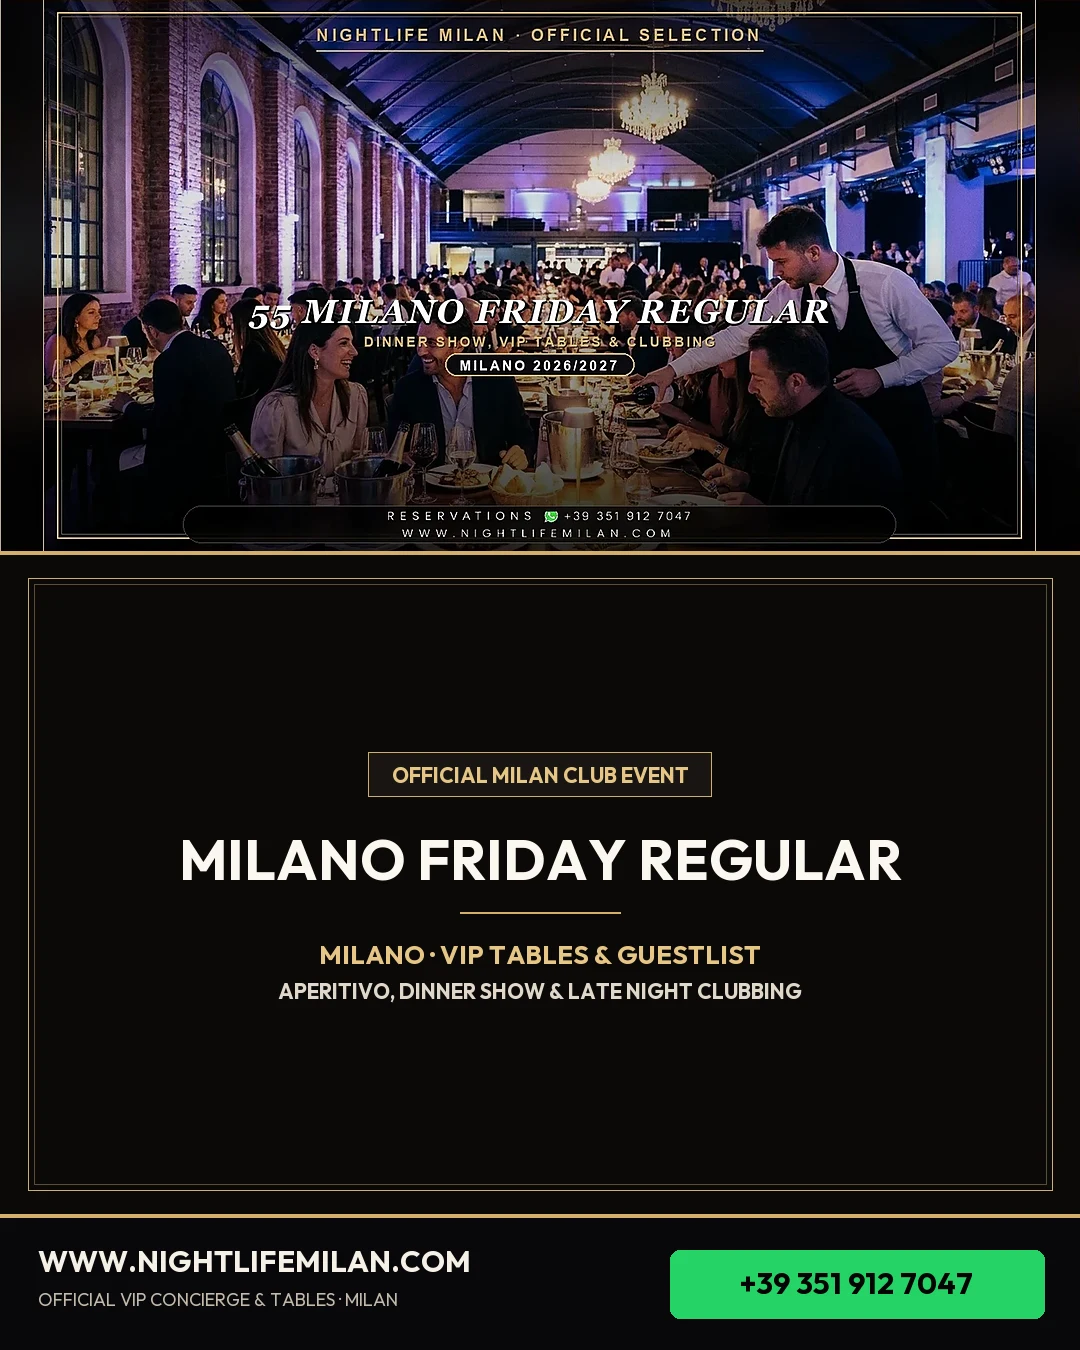 NIGHTLIFE MILAN · OFFICIAL SELECTION
55 MILANO FRIDAY REGULAR
DINNER SHOW, VIP TABLES & CLUBBING
MILANO 2026/2027
RESERVATIONS +39 351 912 7047
WWW.NIGHTLIFEMILAN.COM
OFFICIAL MILAN CLUB EVENT
MILANO FRIDAY REGULAR
MILANO · VIP TABLES & GUESTLIST
APERITIVO, DINNER SHOW & LATE NIGHT CLUBBING
WWW.NIGHTLIFEMILAN.COM
OFFICIAL VIP CONCIERGE & TABLES · MILAN
+39 351 912 7047